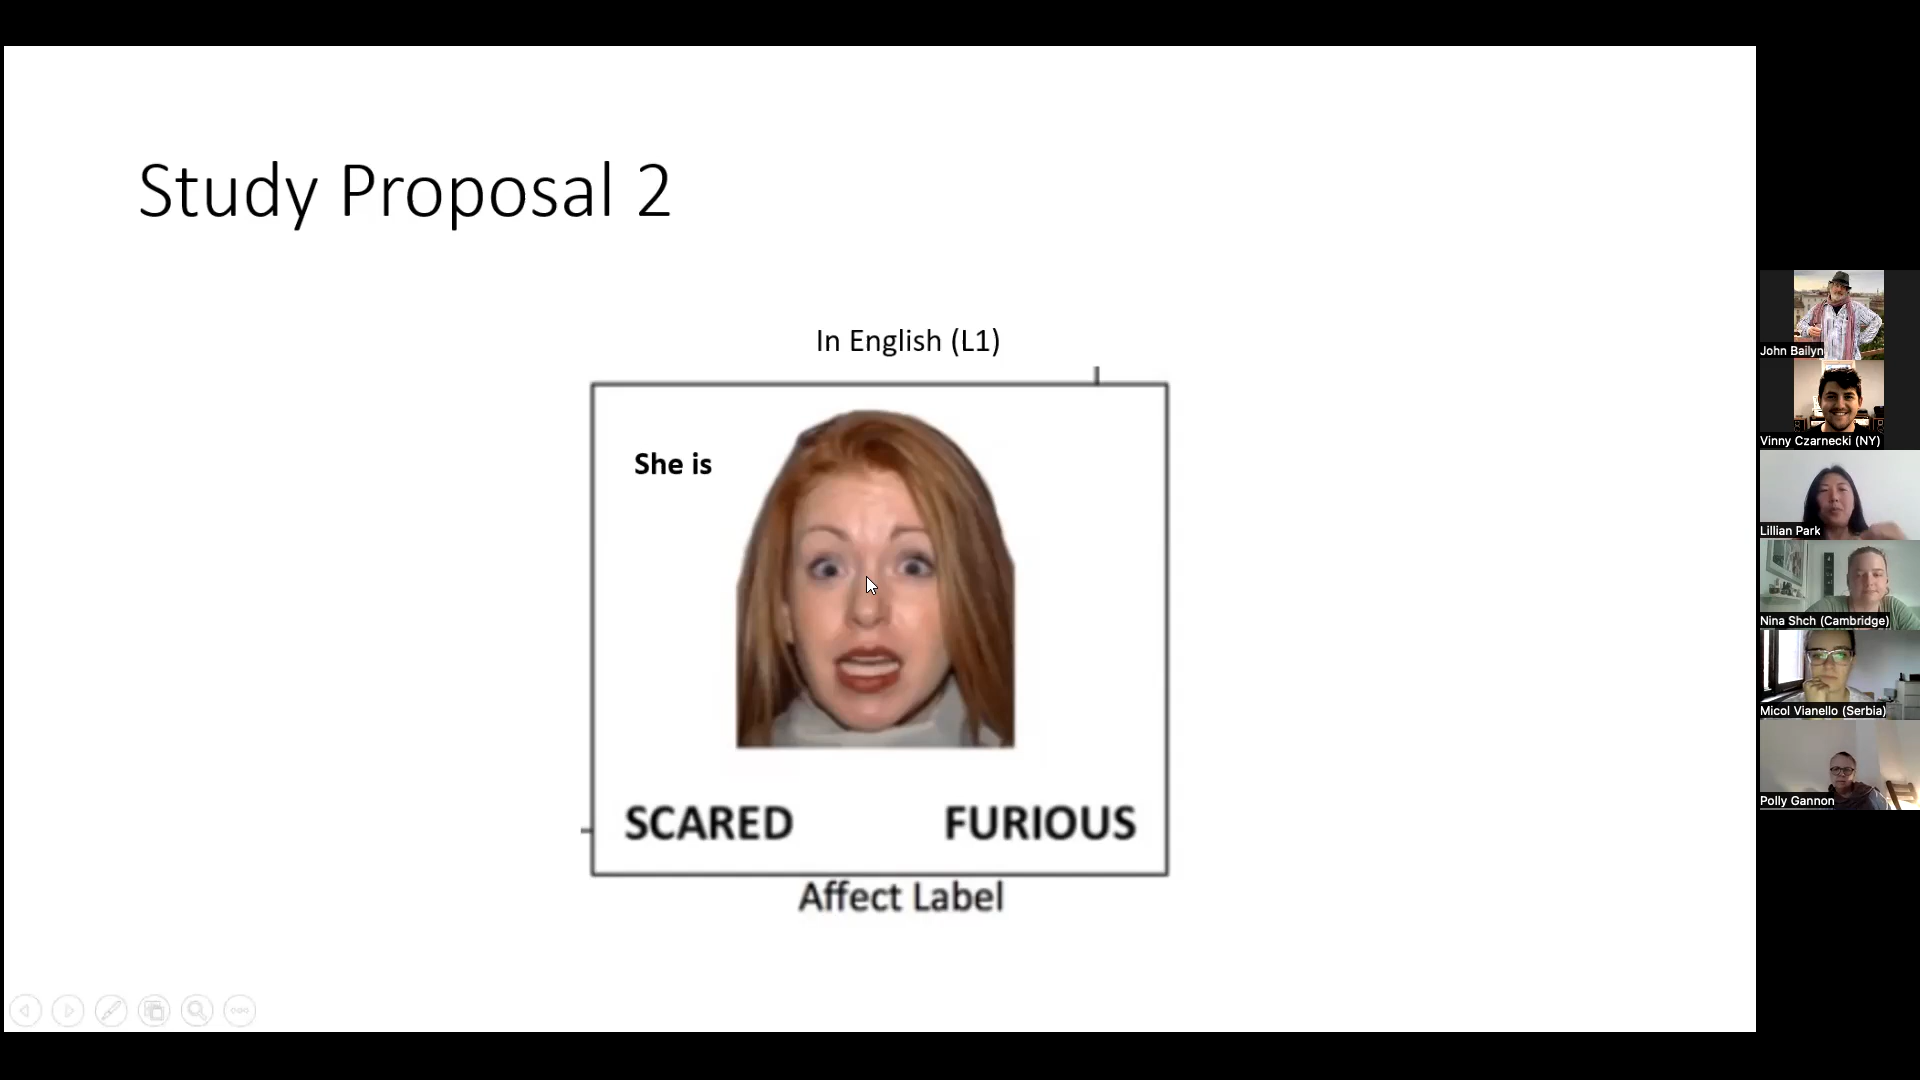 Study Proposal 2
In English (L1)
She is
SCARED FURIOUS
Affect Label
John Bailyn
Vinny Czarnecki (NY)
Lillian Park
Nina Shch (Cambridge)
Micol Vianello (Serbia)
Polly Gannon